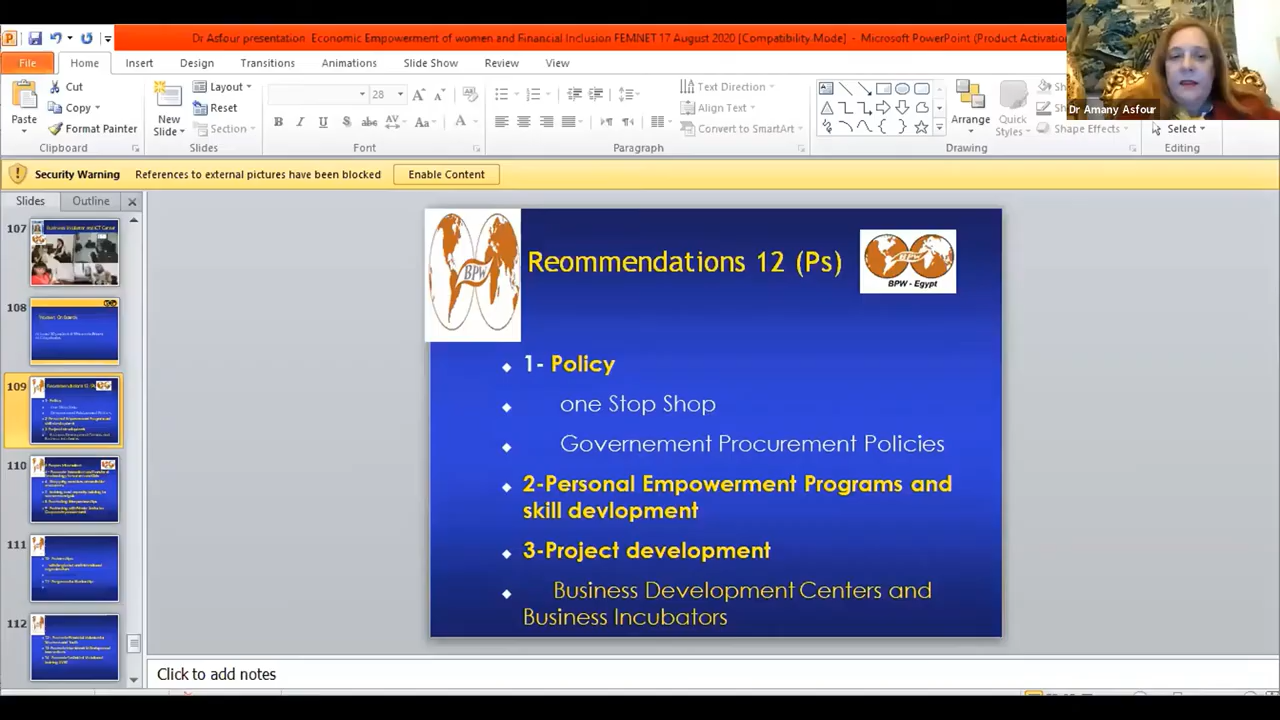 Dr Asfour presentation Economic Empowerment of women and Financial Inclusion FEMNET 17 August 2020 [Compatibility Mode] - Microsoft PowerPoint (Product Activation
File Home Insert Design Transitions Animations Slide Show Review View
Dr Amany Asfour
Paste
Cut
Copy
Format Painter
Clipboard
New Slide
Layout
Reset
Section
Slides
28
B I U S abc AV Aa A
Font
Text Direction
Align Text
Convert to SmartArt
Paragraph
Arrange
Quick Styles
Shape Effects
Drawing
Select
Editing
Security Warning References to external pictures have been blocked Enable Content
Slides Outline
107
108
109
110
111
112
BPW
Reommendations 12 (Ps)
BPW
BPW - Egypt
1- Policy
one Stop Shop
Governement Procurement Policies
2-Personal Empowerment Programs and
skill devlopment
3-Project development
Business Development Centers and
Business Incubators
Click to add notes